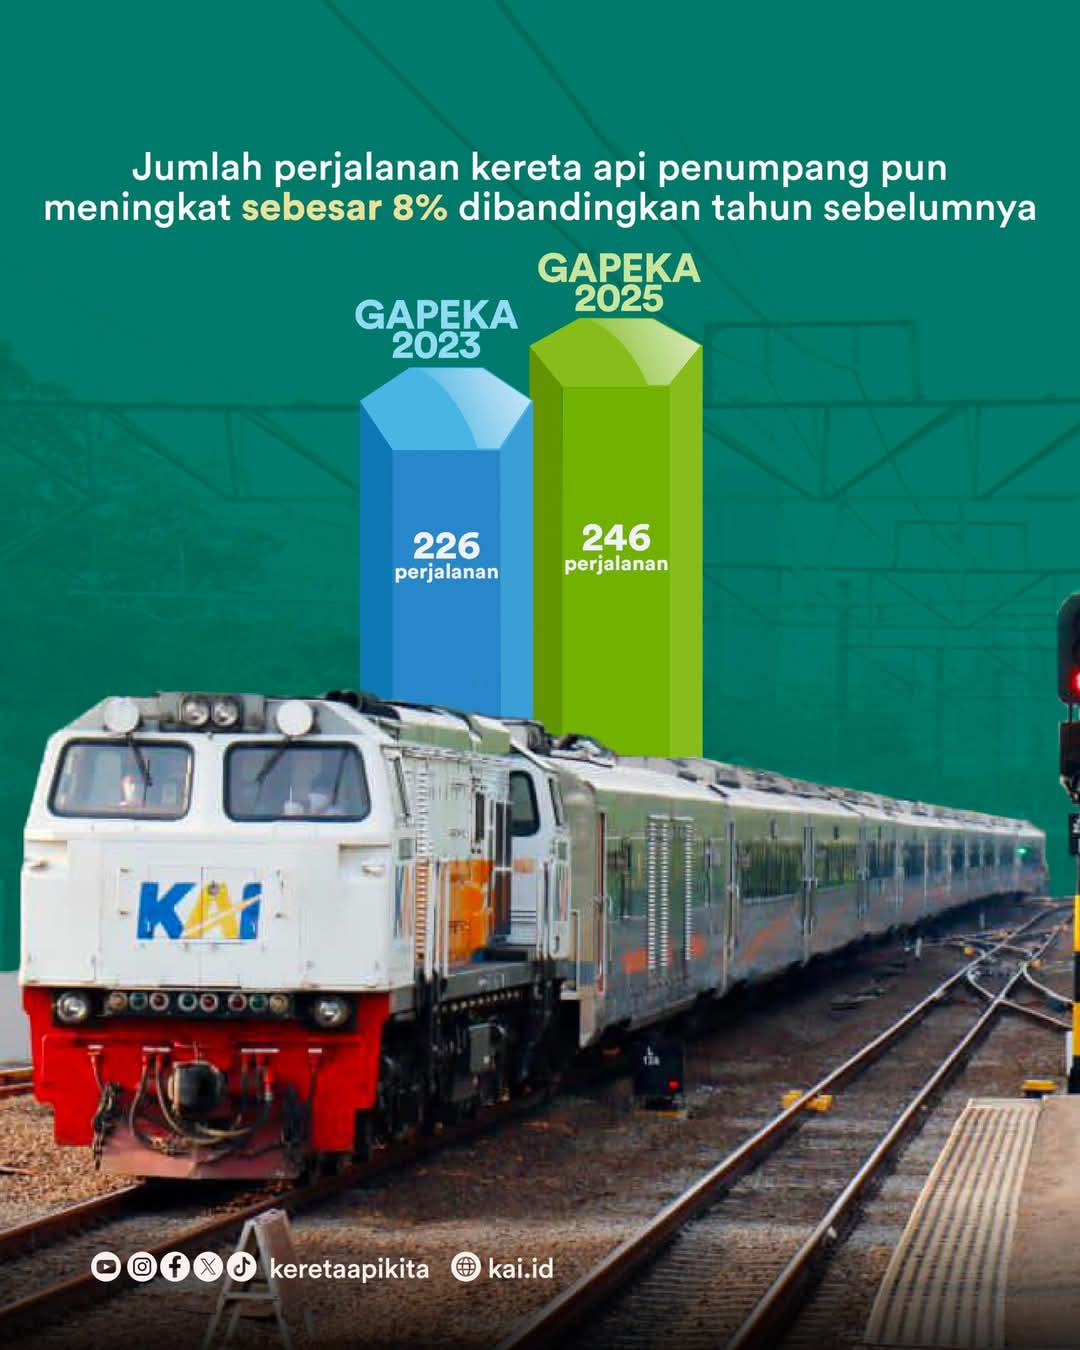 Jumlah perjalanan kereta api penumpang pun
meningkat sebesar 8% dibandingkan tahun sebelumnya
GAPEKA
2025
GAPEKA
2023
226
perjalanan
246
perjalanan
KAI
L
12A
keretaapikita
kai.id